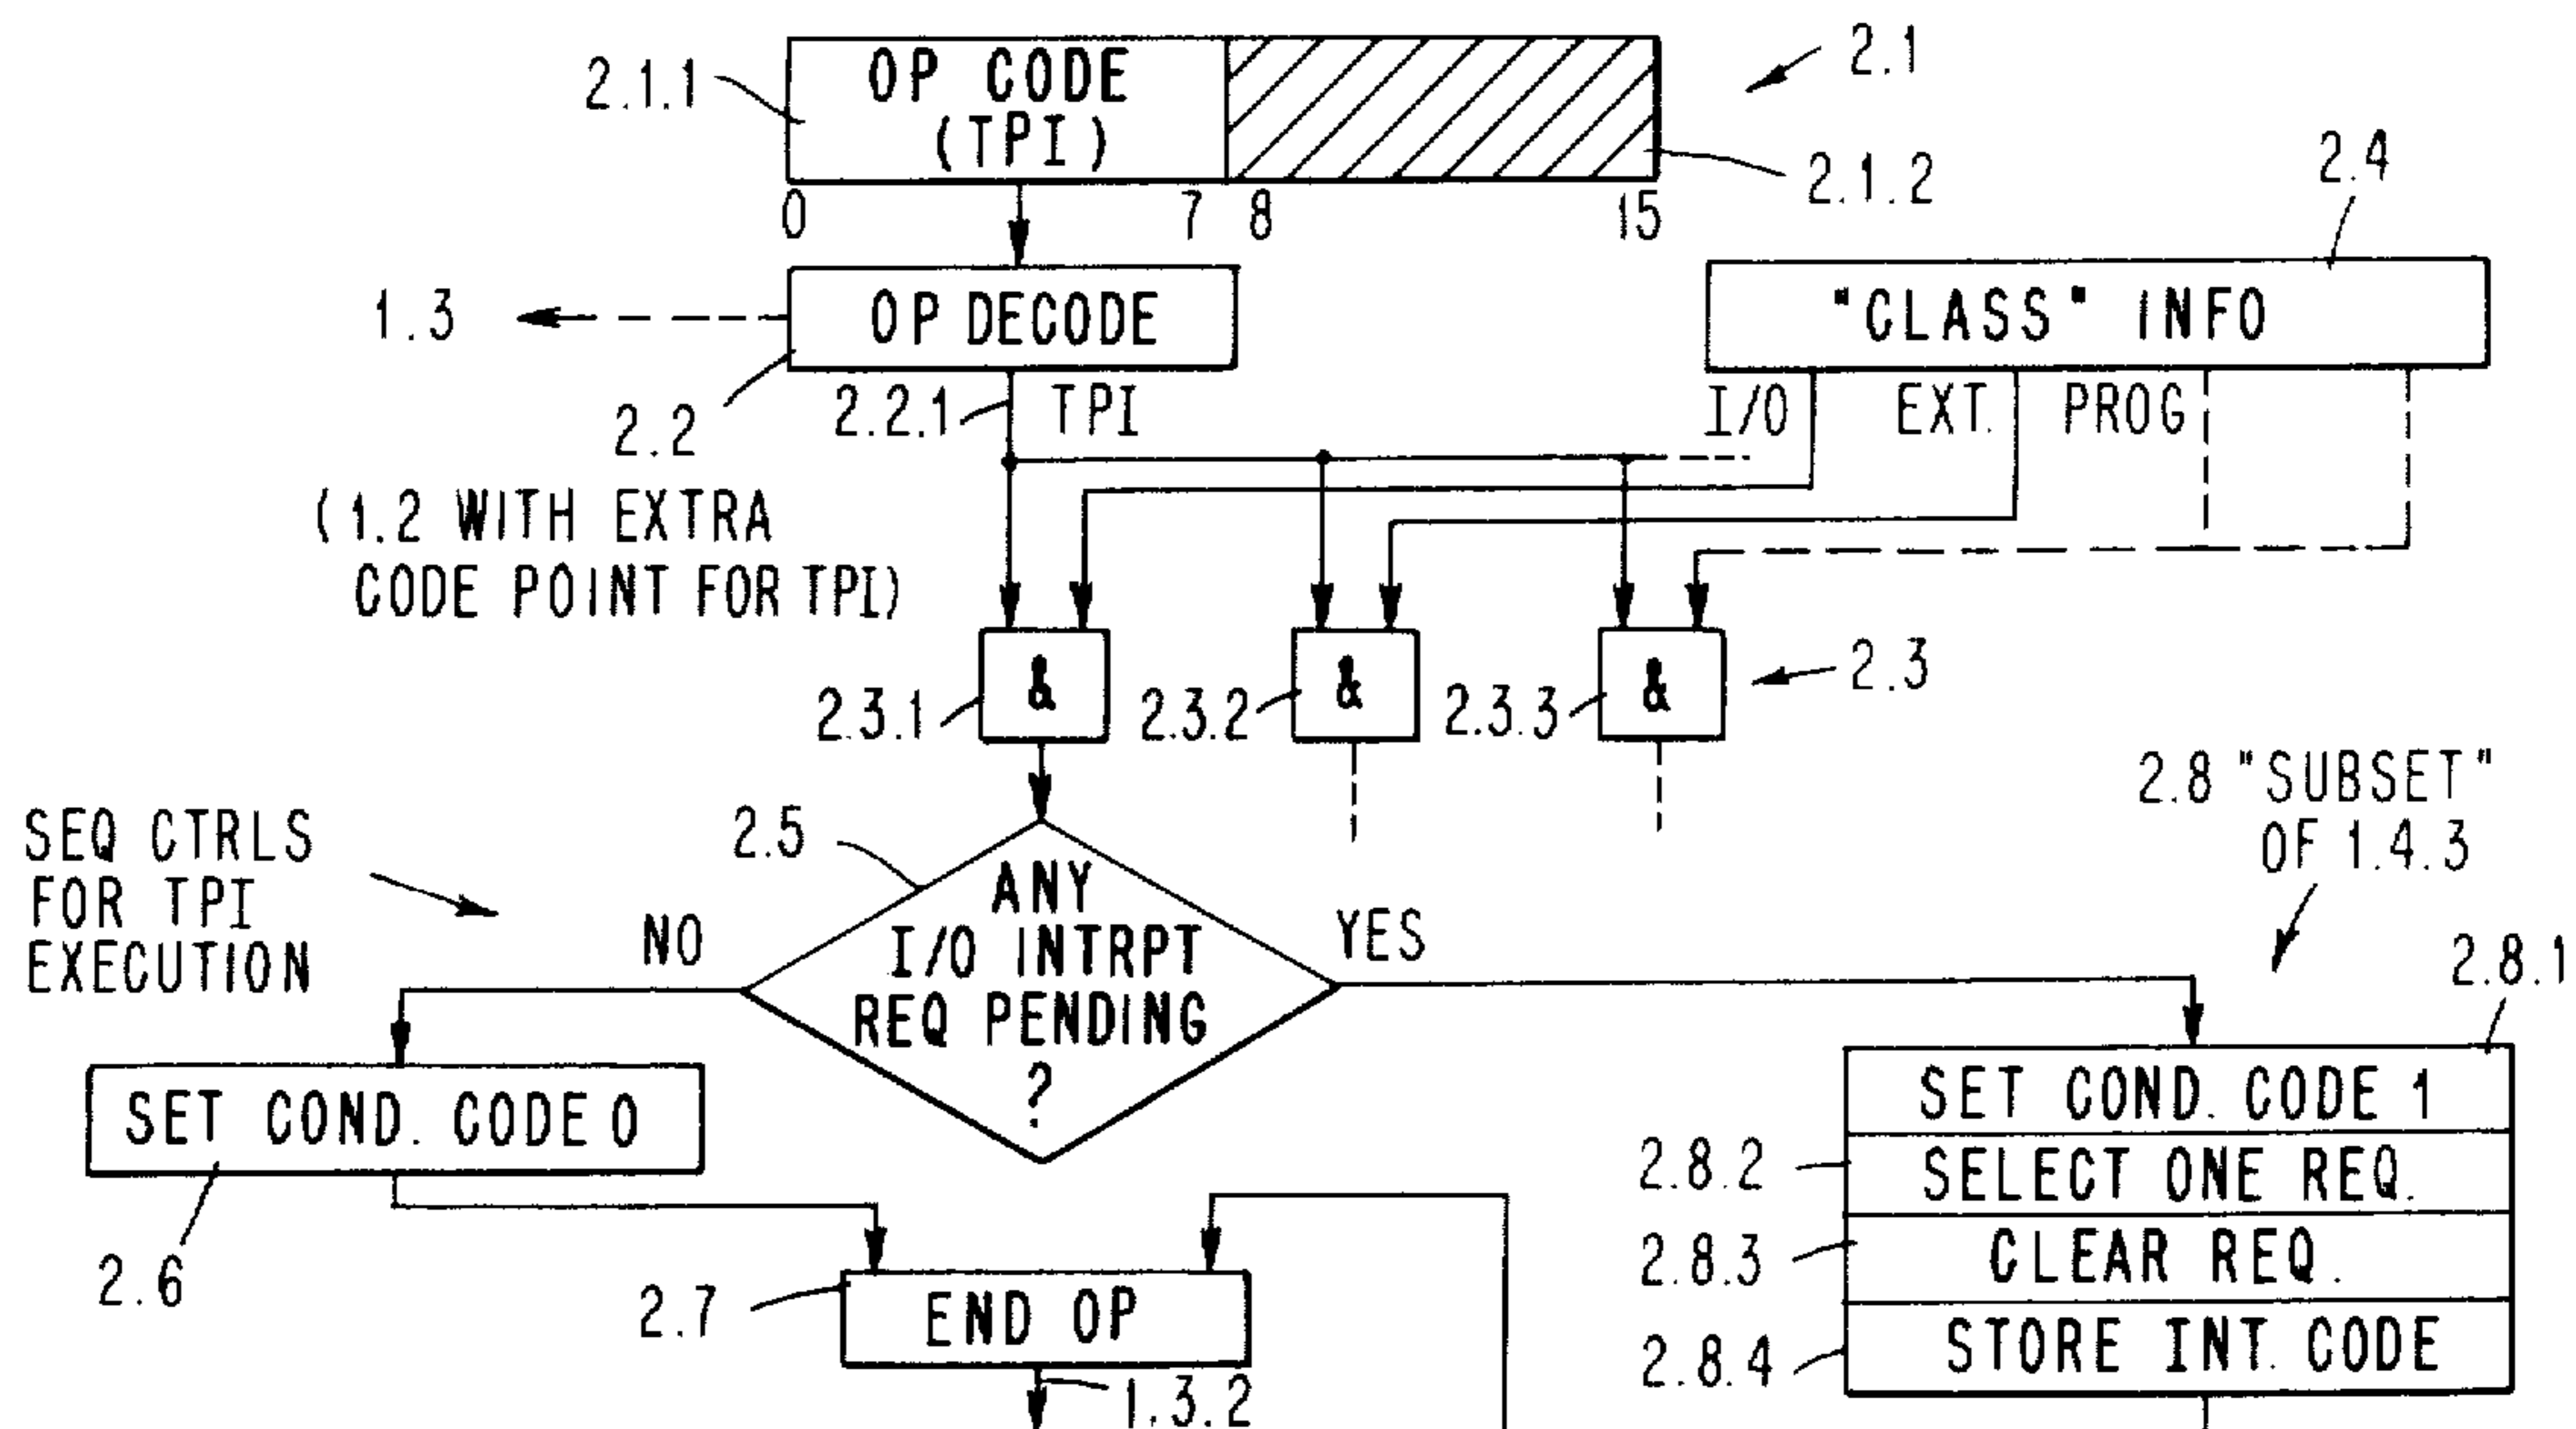 2.1.1
OP CODE
(TPI)
2.1
2.1.2
0
7
8
15
2.4
1.3
OP DECODE
"CLASS" INFO
2.2
2.2.1
TPI
I/O
EXT.
PROG
(1.2 WITH EXTRA
CODE POINT FOR TPI)
2.3.1
&
2.3.2
&
2.3.3
&
2.3
SEQ CTRLS
FOR TPI
EXECUTION
2.5
ANY
I/O INTRPT
REQ PENDING
?
NO
YES
2.8 "SUBSET"
OF 1.4.3
2.8.1
SET COND. CODE 0
2.6
SET COND. CODE 1
2.8.2
SELECT ONE REQ.
2.8.3
CLEAR REQ.
2.8.4
STORE INT. CODE
2.7
END OP
1.3.2